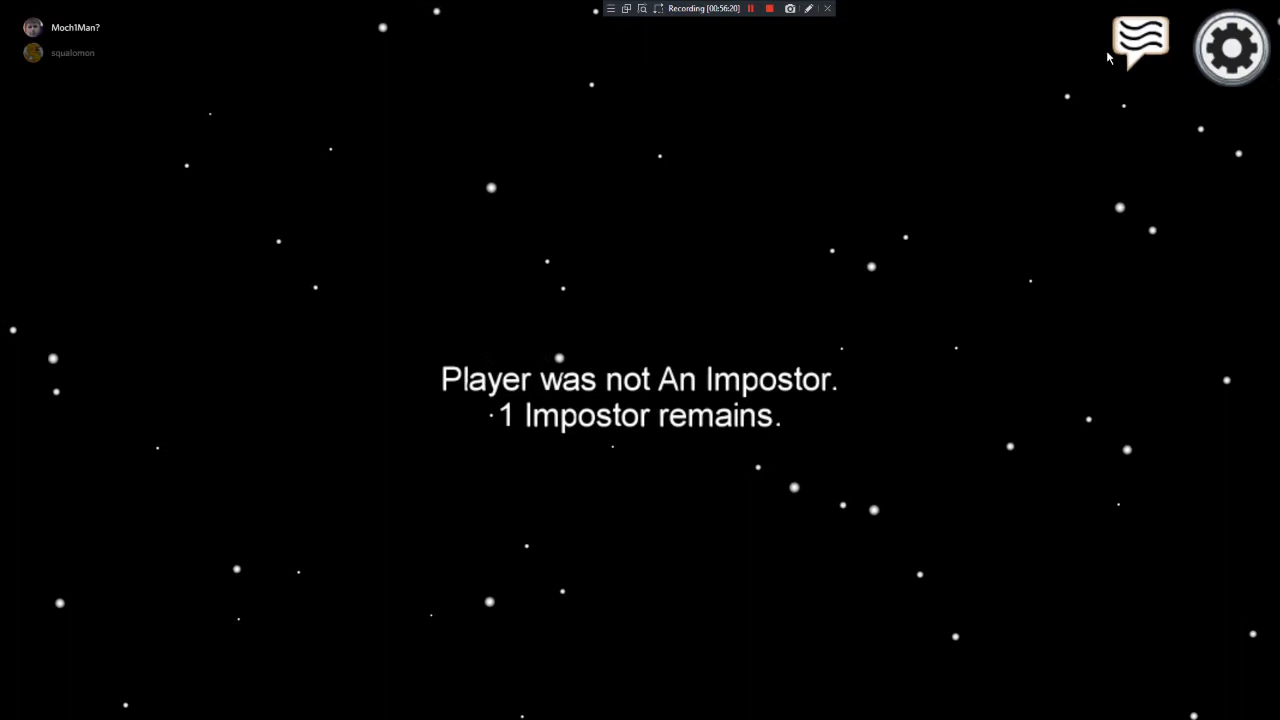 Recording [00:56:20]
Moch1Man?
squalomon
Player was not An Impostor.
1 Impostor remains.